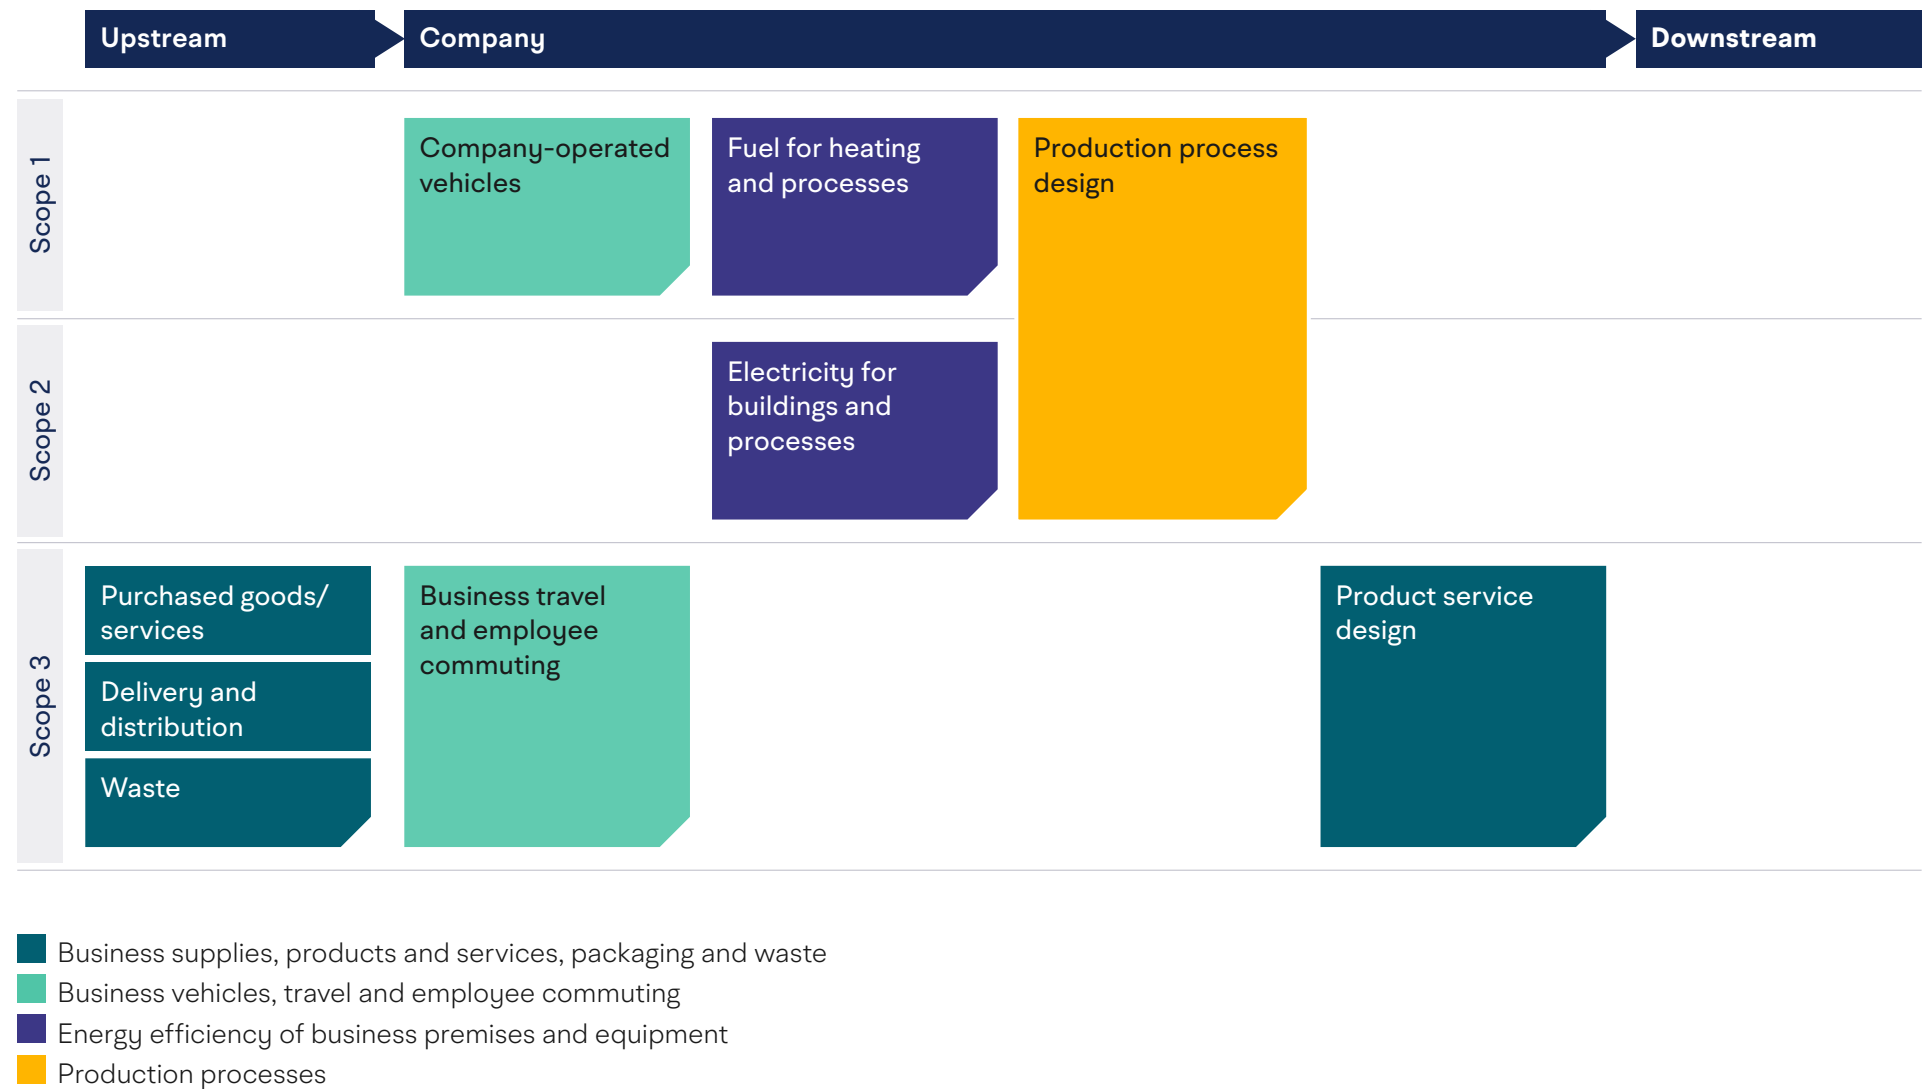 Upstream
Company
Downstream
Scope 1
Company-operated
vehicles
Fuel for heating
and processes
Production process
design
Scope 2
Electricity for
buildings and
processes
Scope 3
Purchased goods/
services
Delivery and
distribution
Waste
Business travel
and employee
commuting
Product service
design
Business supplies, products and services, packaging and waste
Business vehicles, travel and employee commuting
Energy efficiency of business premises and equipment
Production processes